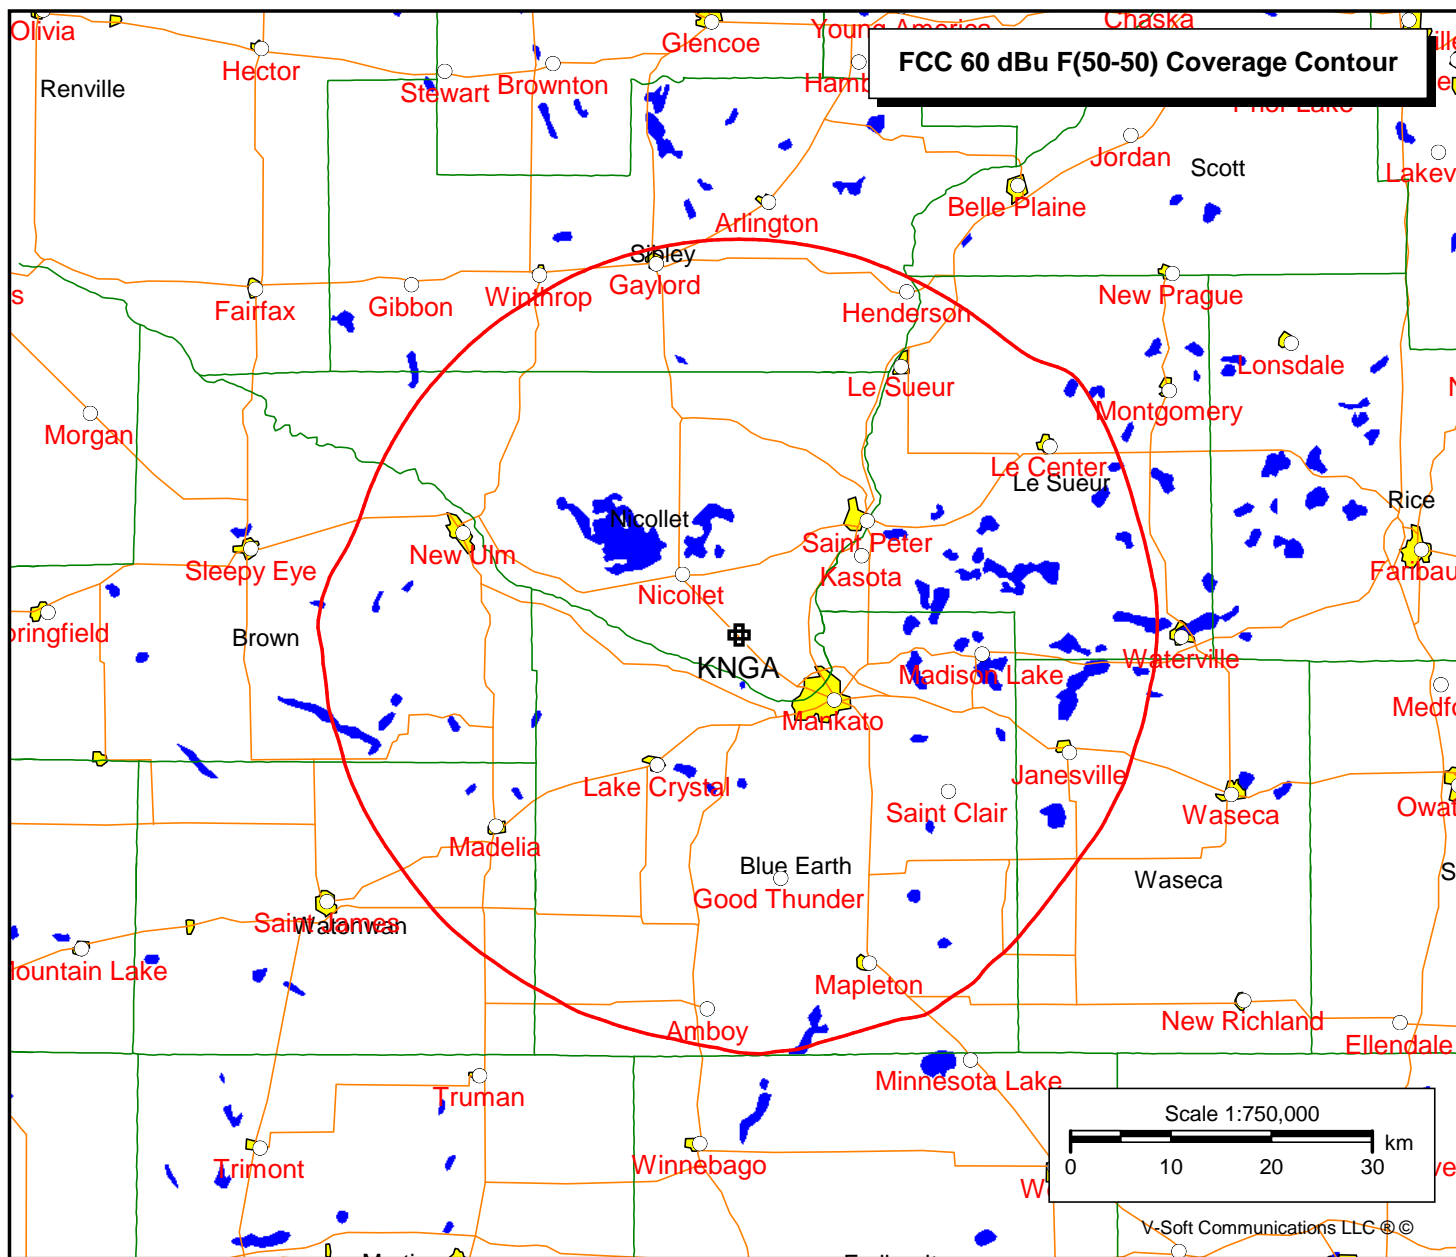 Olivia
Renville
Hector
Stewart
Brownton
Glencoe
Chaska
FCC 60 dBu F(50-50) Coverage Contour
Jordan
Scott
Belle Plaine
Arlington
Sibley
Gaylord
Winthrop
Gibbon
Fairfax
s
Henderson
New Prague
Lonsdale
Le Sueur
Montgomery
Morgan
Le Center
Le Sueur
Rice
Nicollet
Saint Peter
New Ulm
Kasota
Sleepy Eye
Nicollet
Brown
KNGA
Madison Lake
Waterville
Mankato
Lake Crystal
Janesville
Saint Clair
Waseca
Madelia
Blue Earth
Good Thunder
Waseca
Saint James
Watonwan
Mapleton
Amboy
New Richland
Ellendale
Minnesota Lake
Truman
Trimont
Winnebago
Scale 1:750,000
0 10 20 30 km
V-Soft Communications LLC ® ©